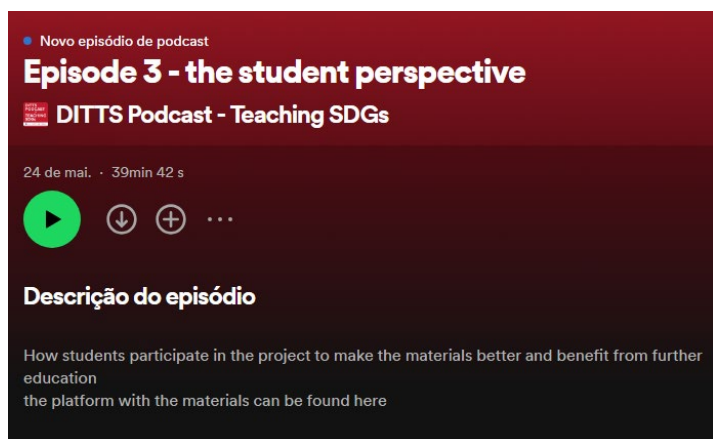 Novo episódio de podcast
Episode 3 - the student perspective
DITTS Podcast - Teaching SDGs
24 de mai. · 39min 42 s
Descrição do episódio
How students participate in the project to make the materials better and benefit from further
education
the platform with the materials can be found here